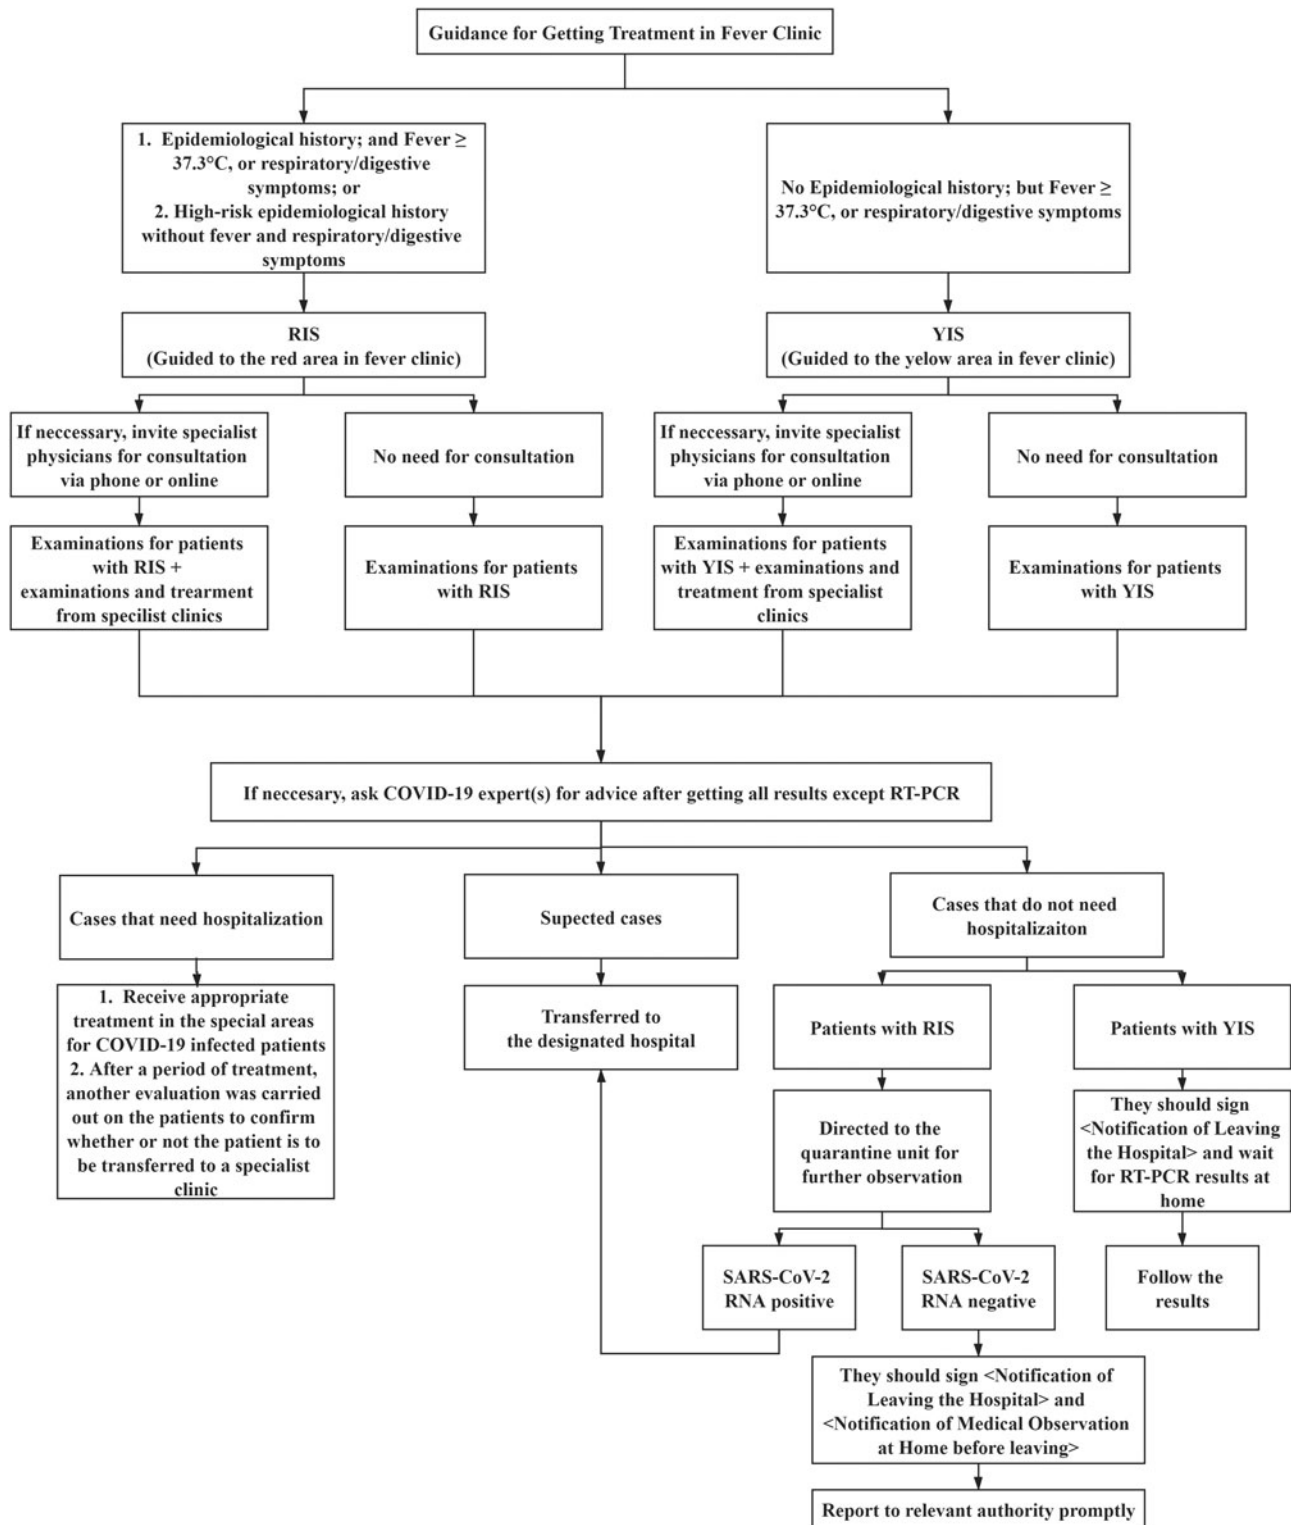 Guidance for Getting Treatment in Fever Clinic
1. Epidemiological history; and Fever ≥
37.3°C, or respiratory/digestive
symptoms; or
2. High-risk epidemiological history
without fever and respiratory/digestive
symptoms
No Epidemiological history; but Fever ≥
37.3°C, or respiratory/digestive symptoms
RIS
(Guided to the red area in fever clinic)
YIS
(Guided to the yelow area in fever clinic)
If neccessary, invite specialist
physicians for consultation
via phone or online
No need for consultation
If neccessary, invite specialist
physicians for consultation
via phone or online
No need for consultation
Examinations for patients
with RIS +
examinations and trearment
from specilist clinics
Examinations for patients
with RIS
Examinations for patients
with YIS + examinations and
treatment from specialist
clinics
Examinations for patients
with YIS
If neccesary, ask COVID-19 expert(s) for advice after getting all results except RT-PCR
Cases that need hospitalization
Supected cases
Cases that do not need
hospitalizaiton
1. Receive appropriate
treatment in the special areas
for COVID-19 infected patients
2. After a period of treatment,
another evaluation was carried
out on the patients to confirm
whether or not the patient is to
be transferred to a specialist
clinic
Transferred to
the designated hospital
Patients with RIS
Patients with YIS
Directed to the
quarantine unit for
further observation
They should sign
<Notification of Leaving
the Hospital> and wait
for RT-PCR results at
home
SARS-CoV-2
RNA positive
SARS-CoV-2
RNA negative
Follow the
results
They should sign <Notification of
Leaving the Hospital> and
<Notification of Medical Observation
at Home before leaving>
Report to relevant authority promptly